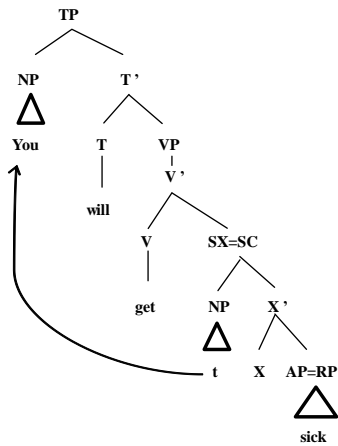 TP
NP T '
You T VP
V '
will
V SX=SC
get NP X '
t X AP=RP
sick